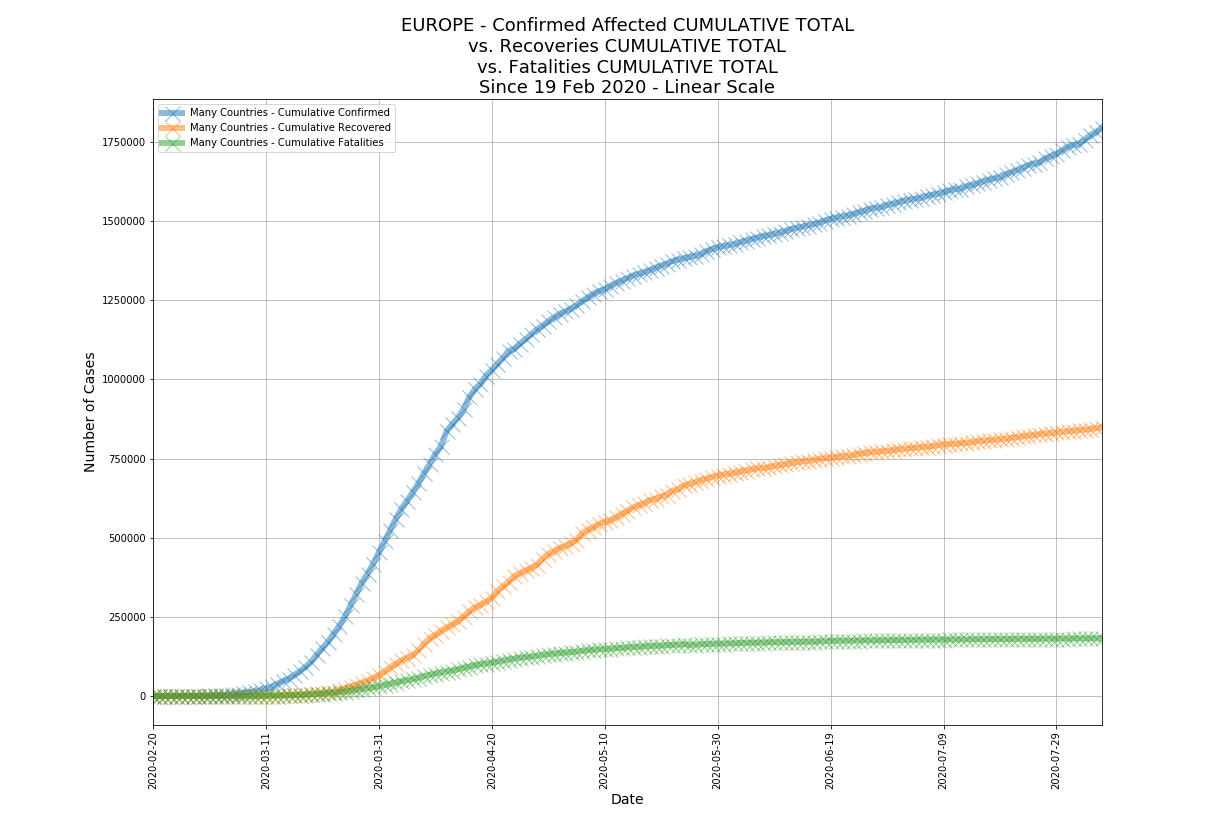 EUROPE - Confirmed Affected CUMULATIVE TOTAL
vs. Recoveries CUMULATIVE TOTAL
vs. Fatalities CUMULATIVE TOTAL
Since 19 Feb 2020 - Linear Scale
Many Countries - Cumulative Confirmed
Many Countries - Cumulative Recovered
Many Countries - Cumulative Fatalities
Number of Cases
1750000
1500000
1250000
1000000
750000
500000
250000
0
2020-02-20
2020-03-11
2020-03-31
2020-04-20
2020-05-10
2020-05-30
2020-06-19
2020-07-09
2020-07-29
Date